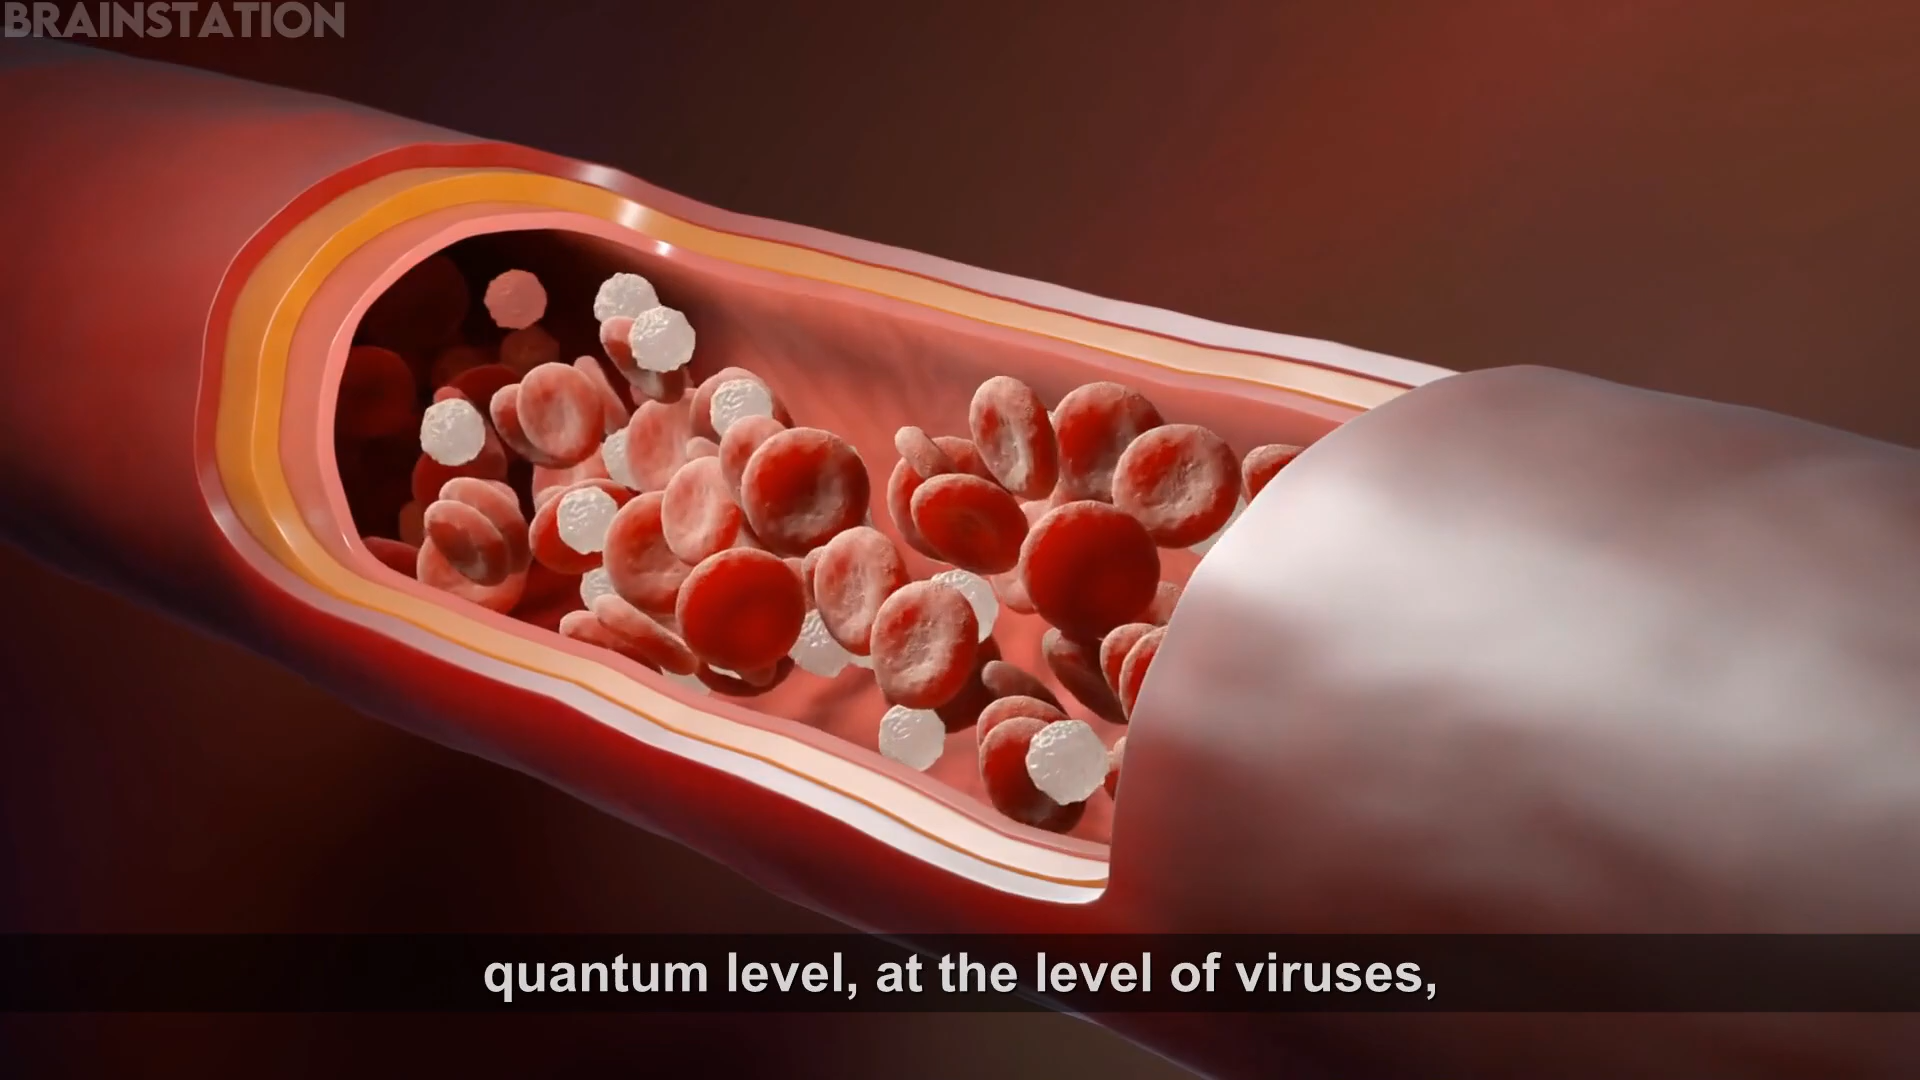 BRAINSTATION
quantum level, at the level of viruses,